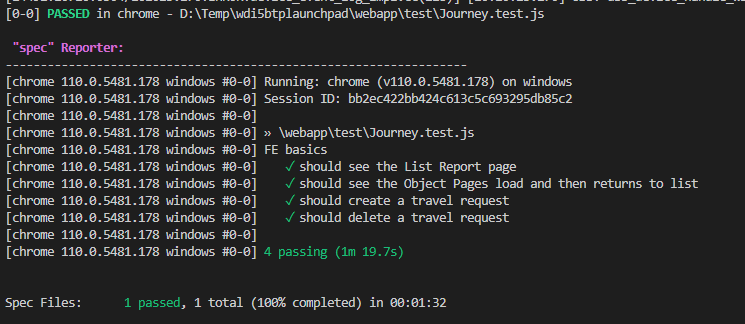 [0-0] PASSED in chrome - D:\Temp\wdi5btplaunchpad\webapp\test\Journey.test.js
"spec" Reporter:
------------------------------------------------------------------
[chrome 110.0.5481.178 windows #0-0] Running: chrome (v110.0.5481.178) on windows
[chrome 110.0.5481.178 windows #0-0] Session ID: bb2ec422bb424c613c5c693295db85c2
[chrome 110.0.5481.178 windows #0-0]
[chrome 110.0.5481.178 windows #0-0] » \webapp\test\Journey.test.js
[chrome 110.0.5481.178 windows #0-0] FE basics
[chrome 110.0.5481.178 windows #0-0] ✓ should see the List Report page
[chrome 110.0.5481.178 windows #0-0] ✓ should see the Object Pages load and then returns to list
[chrome 110.0.5481.178 windows #0-0] ✓ should create a travel request
[chrome 110.0.5481.178 windows #0-0] ✓ should delete a travel request
[chrome 110.0.5481.178 windows #0-0]
[chrome 110.0.5481.178 windows #0-0] 4 passing (1m 19.7s)
Spec Files: 1 passed, 1 total (100% completed) in 00:01:32